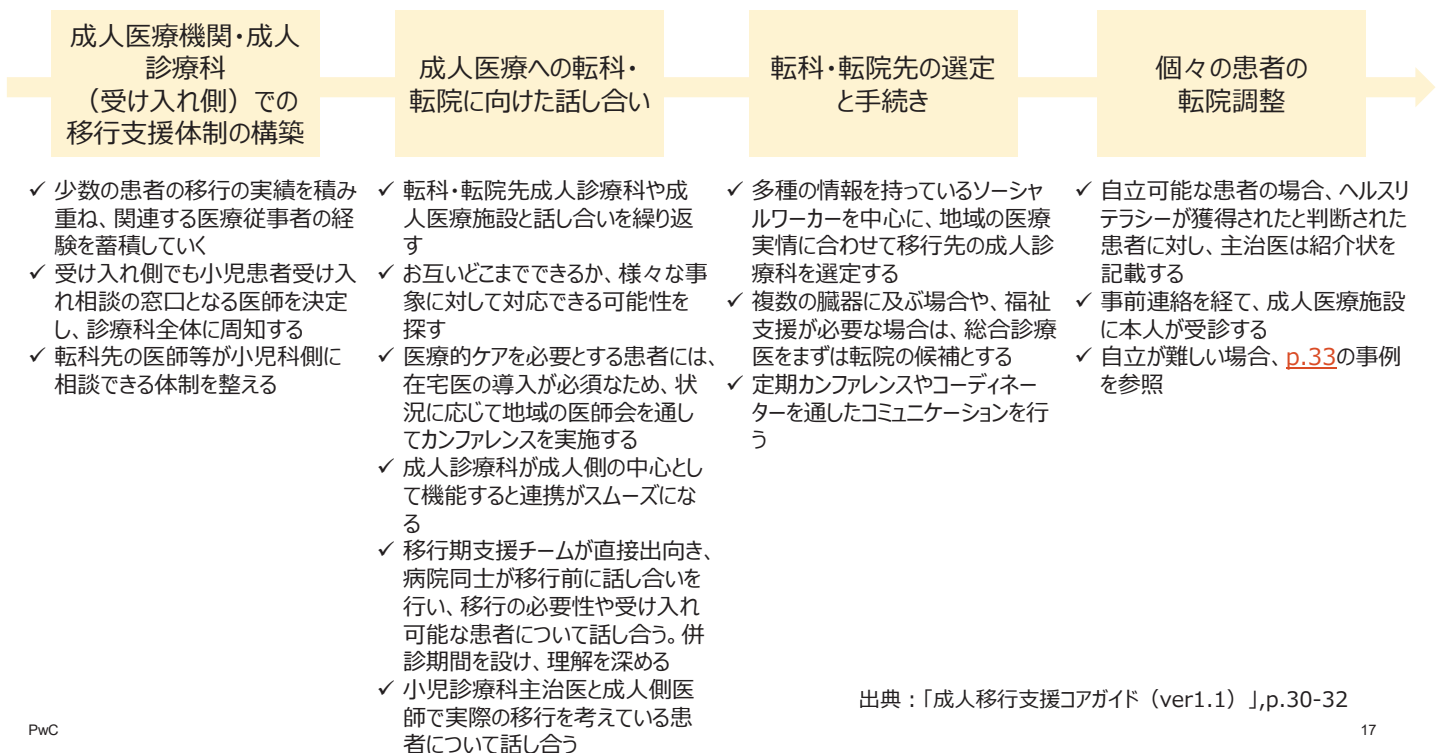 成人医療機関・成人
診療科
（受け入れ側）での
移行支援体制の構築
✓ 少数の患者の移行の実績を積み
重ね、関連する医療従事者の経
験を蓄積していく
✓ 受け入れ側でも小児患者受け入
れ相談の窓口となる医師を決定
し、診療科全体に周知する
✓ 転科先の医師等が小児科側に
相談できる体制を整える
成人医療への転科・
転院に向けた話し合い
✓ 転科・転院先成人診療科や成
人医療施設と話し合いを繰り返
す
✓ お互いどこまでできるか、様々な事
象に対して対応できる可能性を
探す
✓ 医療的ケアを必要とする患者には、
在宅医の導入が必須なため、状
況に応じて地域の医師会を通し
てカンファレンスを実施する
✓ 成人診療科が成人側の中心とし
て機能すると連携がスムーズにな
る
✓ 移行期支援チームが直接出向き、
病院同士が移行前に話し合いを
行い、移行の必要性や受け入れ
可能な患者について話し合う。併
診期間を設け、理解を深める
✓ 小児診療科主治医と成人側医
師で実際の移行を考えている患
者について話し合う
転科・転院先の選定
と手続き
✓ 多種の情報を持っているソーシャ
ルワーカーを中心に、地域の医療
実情に合わせて移行先の成人診
療科を選定する
✓ 複数の臓器に及ぶ場合や、福祉
支援が必要な場合は、総合診療
医をまずは転院の候補とする
✓ 定期カンファレンスやコーディネー
ターを通したコミュニケーションを行
う
個々の患者の
転院調整
✓ 自立可能な患者の場合、ヘルスリ
テラシーが獲得されたと判断された
患者に対し、主治医は紹介状を
記載する
✓ 事前連絡を経て、成人医療施設
に本人が受診する
✓ 自立が難しい場合、p.33の事例
を参照
出典：「成人移行支援コアガイド（ver1.1）」,p.30-32
PwC
17